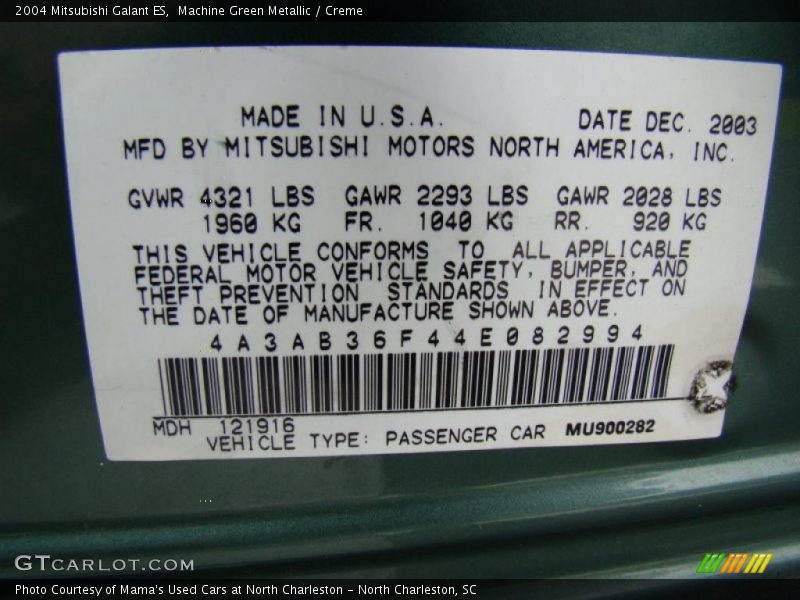 2004 Mitsubishi Galant ES,  Machine Green Metallic / Creme
MADE IN U.S.A. DATE DEC. 2003
MFD BY MITSUBISHI MOTORS NORTH AMERICA, INC.
GVWR 4321 LBS GAWR 2293 LBS GAWR 2028 LBS
1960 KG FR. 1040 KG RR. 920 KG
THIS VEHICLE CONFORMS TO ALL APPLICABLE
FEDERAL MOTOR VEHICLE SAFETY, BUMPER, AND
THEFT PREVENTION STANDARDS IN EFFECT ON
THE DATE OF MANUFACTURE SHOWN ABOVE.
4A3AB36F44E082994
MDH 121916
VEHICLE TYPE: PASSENGER CAR MU900282
GTCARLOT.COM
Photo Courtesy of Mama's Used Cars at North Charleston - North Charleston, SC